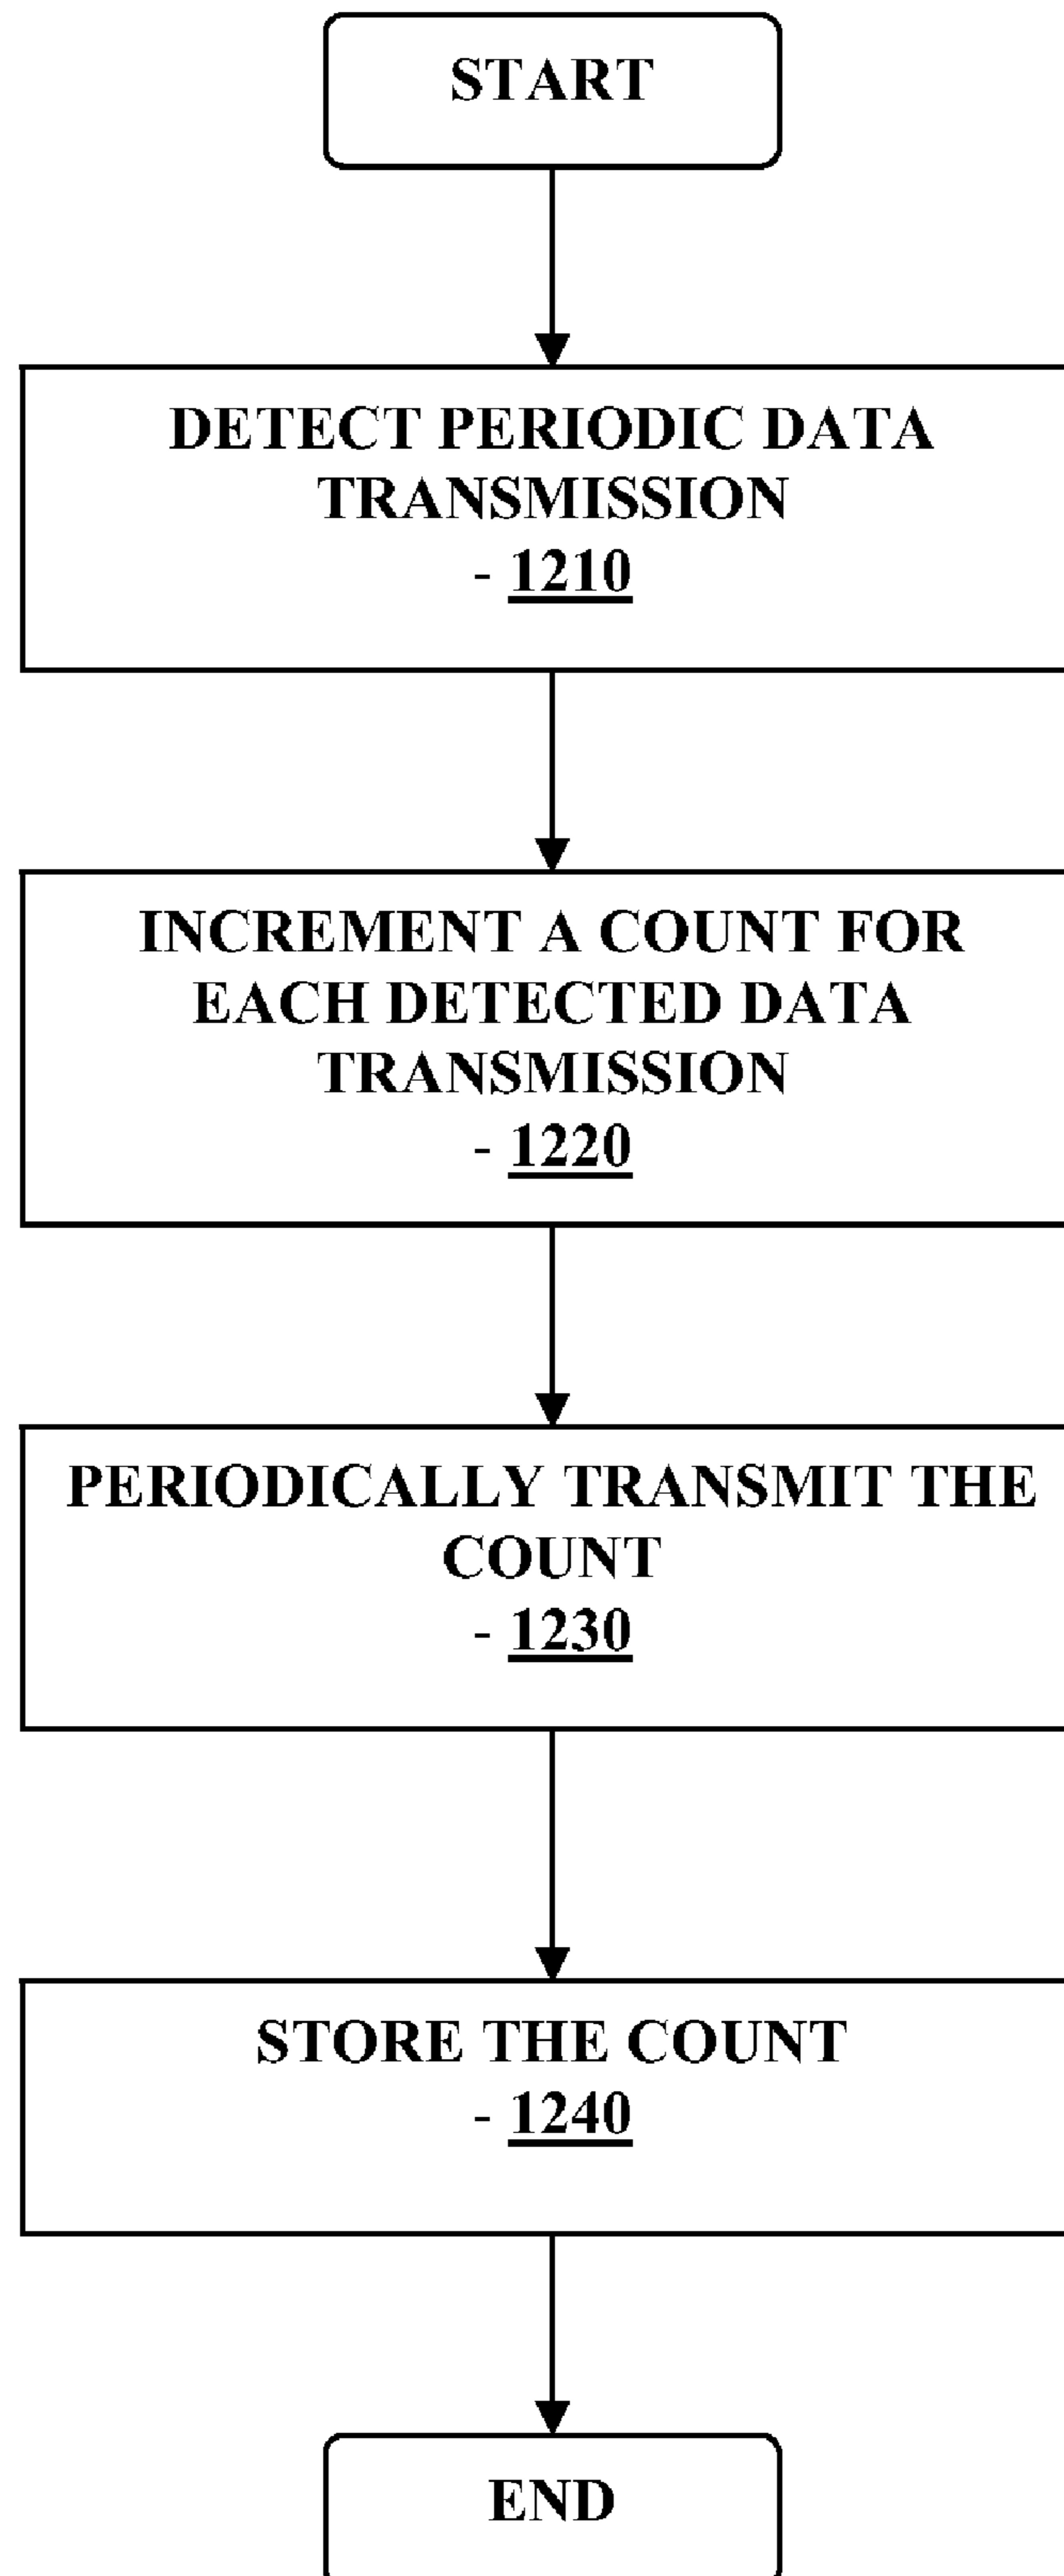 START
DETECT PERIODIC DATA
TRANSMISSION
- 1210
INCREMENT A COUNT FOR
EACH DETECTED DATA
TRANSMISSION
- 1220
PERIODICALLY TRANSMIT THE
COUNT
- 1230
STORE THE COUNT
- 1240
END